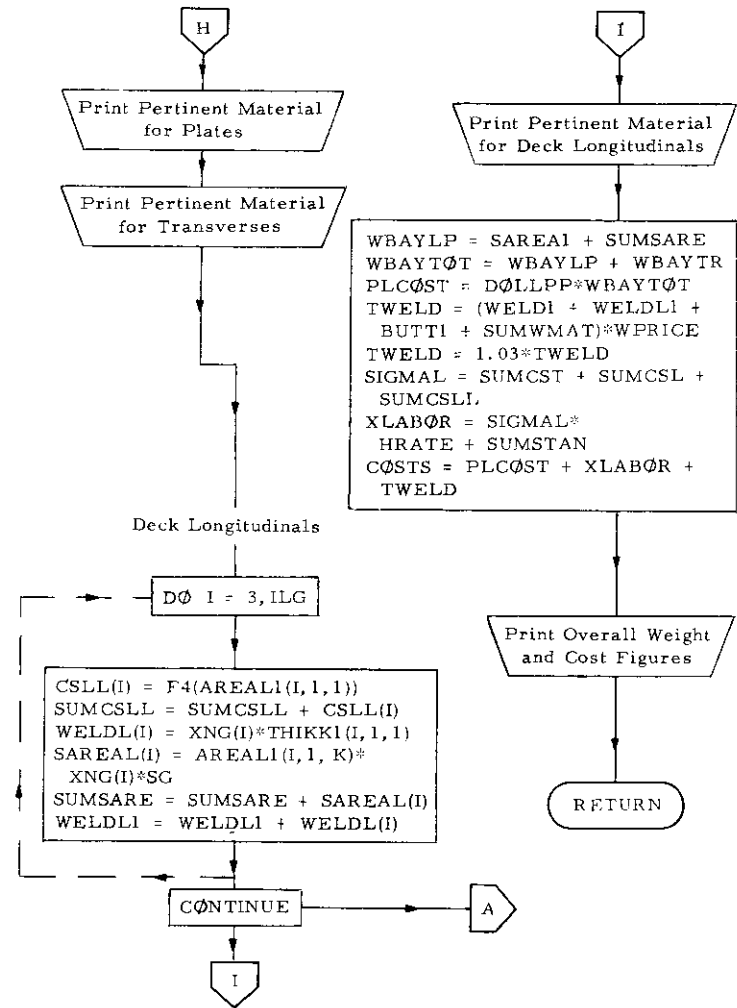 H
Print Pertinent Material
for Plates
Print Pertinent Material
for Transverses
Deck Longitudinals
DØ I = 3, ILG
CSLL(I) = F4(AREAL1(I, 1, 1))
SUMCSLL = SUMCSLL + CSLL(I)
WELDL(I) = XNG(I)*THIKK1(I, 1, 1)
SAREAL(I) = AREAL1(I, 1, K)*
XNG(I)*SG
SUMSARE = SUMSARE + SAREAL(I)
WELDL1 = WELDL1 + WELDL(I)
CØNTINUE
A
I
I
Print Pertinent Material
for Deck Longitudinals
WBAYLP = SAREA1 + SUMSARE
WBAYTØT = WBAYLP + WBAYTR
PLCØST = DØLLPP*WBAYTØT
TWELD = (WELD1 + WELDL1 +
BUTT1 + SUMWMAT)*WPRICE
TWELD = 1.03*TWELD
SIGMAL = SUMCST + SUMCSL +
SUMCSLL
XLABØR = SIGMAL*
HRATE + SUMSTAN
CØSTS = PLCØST + XLABØR +
TWELD
Print Overall Weight
and Cost Figures
RETURN